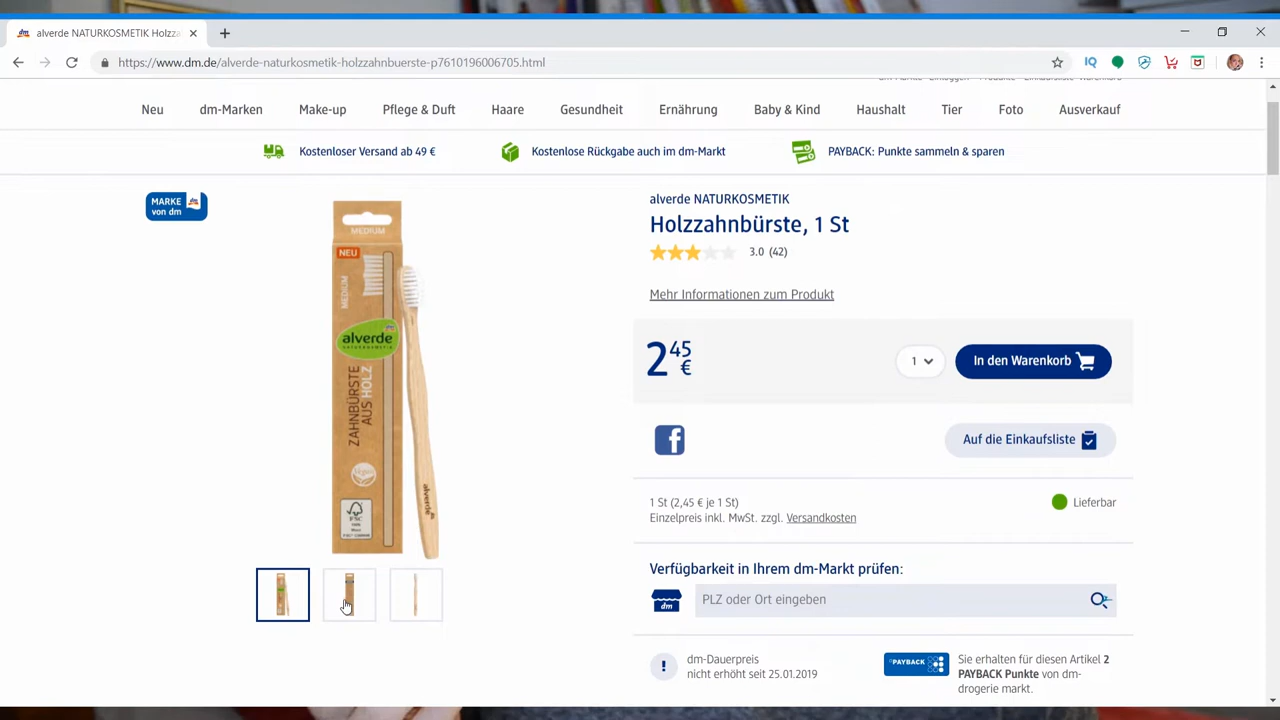 alverde NATURKOSMETIK Holzza
https://www.dm.de/alverde-naturkosmetik-holzzahnbuerste-p7610196006705.html
Neu dm-Marken Make-up Pflege & Duft Haare Gesundheit Ernährung Baby & Kind Haushalt Tier Foto Ausverkauf
Kostenloser Versand ab 49 € Kostenlose Rückgabe auch im dm-Markt PAYBACK: Punkte sammeln & sparen
MARKE
von dm
MEDIUM
NEU
MEDIUM
alverde
NATURKOSMETIK
ZAHNBÜRSTE
AUS HOLZ
Vegan
FSC
alverde
alverde NATURKOSMETIK
Holzzahnbürste, 1 St
3.0 (42)
Mehr Informationen zum Produkt
2 45 €
1
In den Warenkorb
Auf die Einkaufsliste
1 St (2,45 € je 1 St)
Lieferbar
Einzelpreis inkl. MwSt. zzgl. Versandkosten
Verfügbarkeit in Ihrem dm-Markt prüfen:
dm
PLZ oder Ort eingeben
dm-Dauerpreis
nicht erhöht seit 25.01.2019
PAYBACK
Sie erhalten für diesen Artikel 2
PAYBACK Punkte von dm-
drogerie markt.